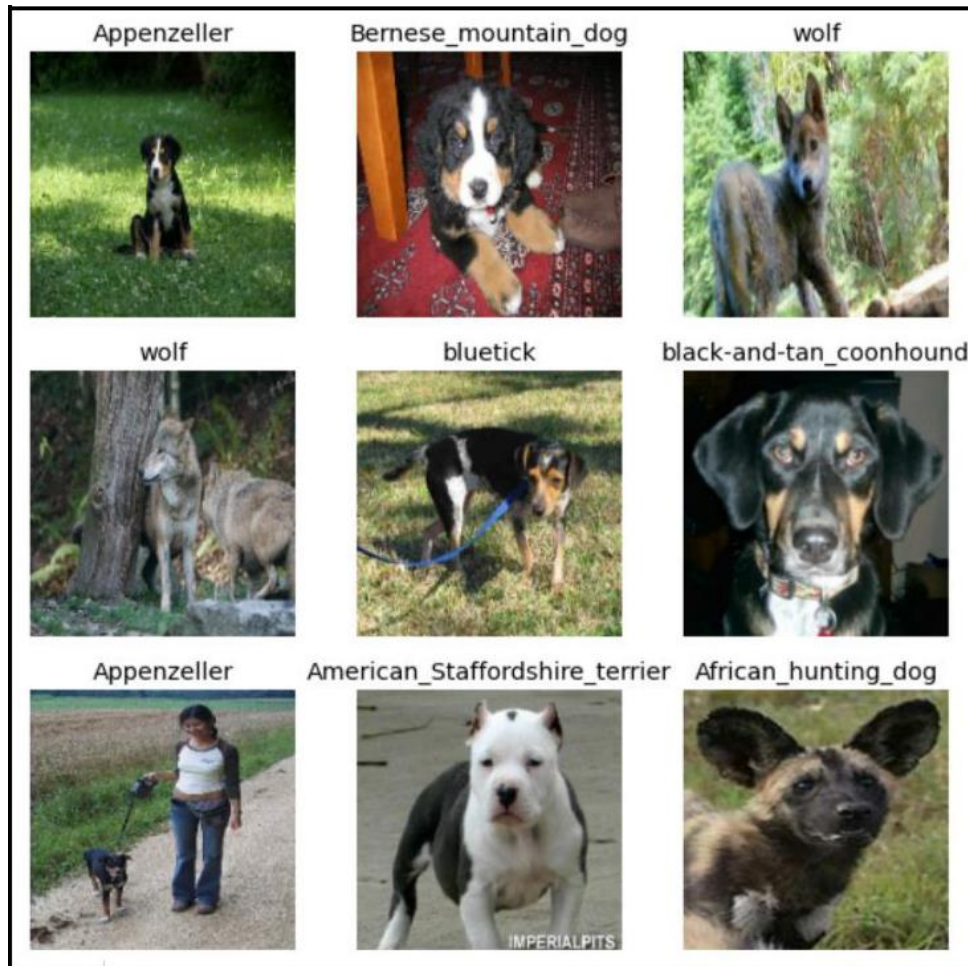 Appenzeller
Bernese_mountain_dog
wolf
wolf
bluetick
black-and-tan_coonhound
Appenzeller
American_Staffordshire_terrier
African_hunting_dog
IMPERIALPITS